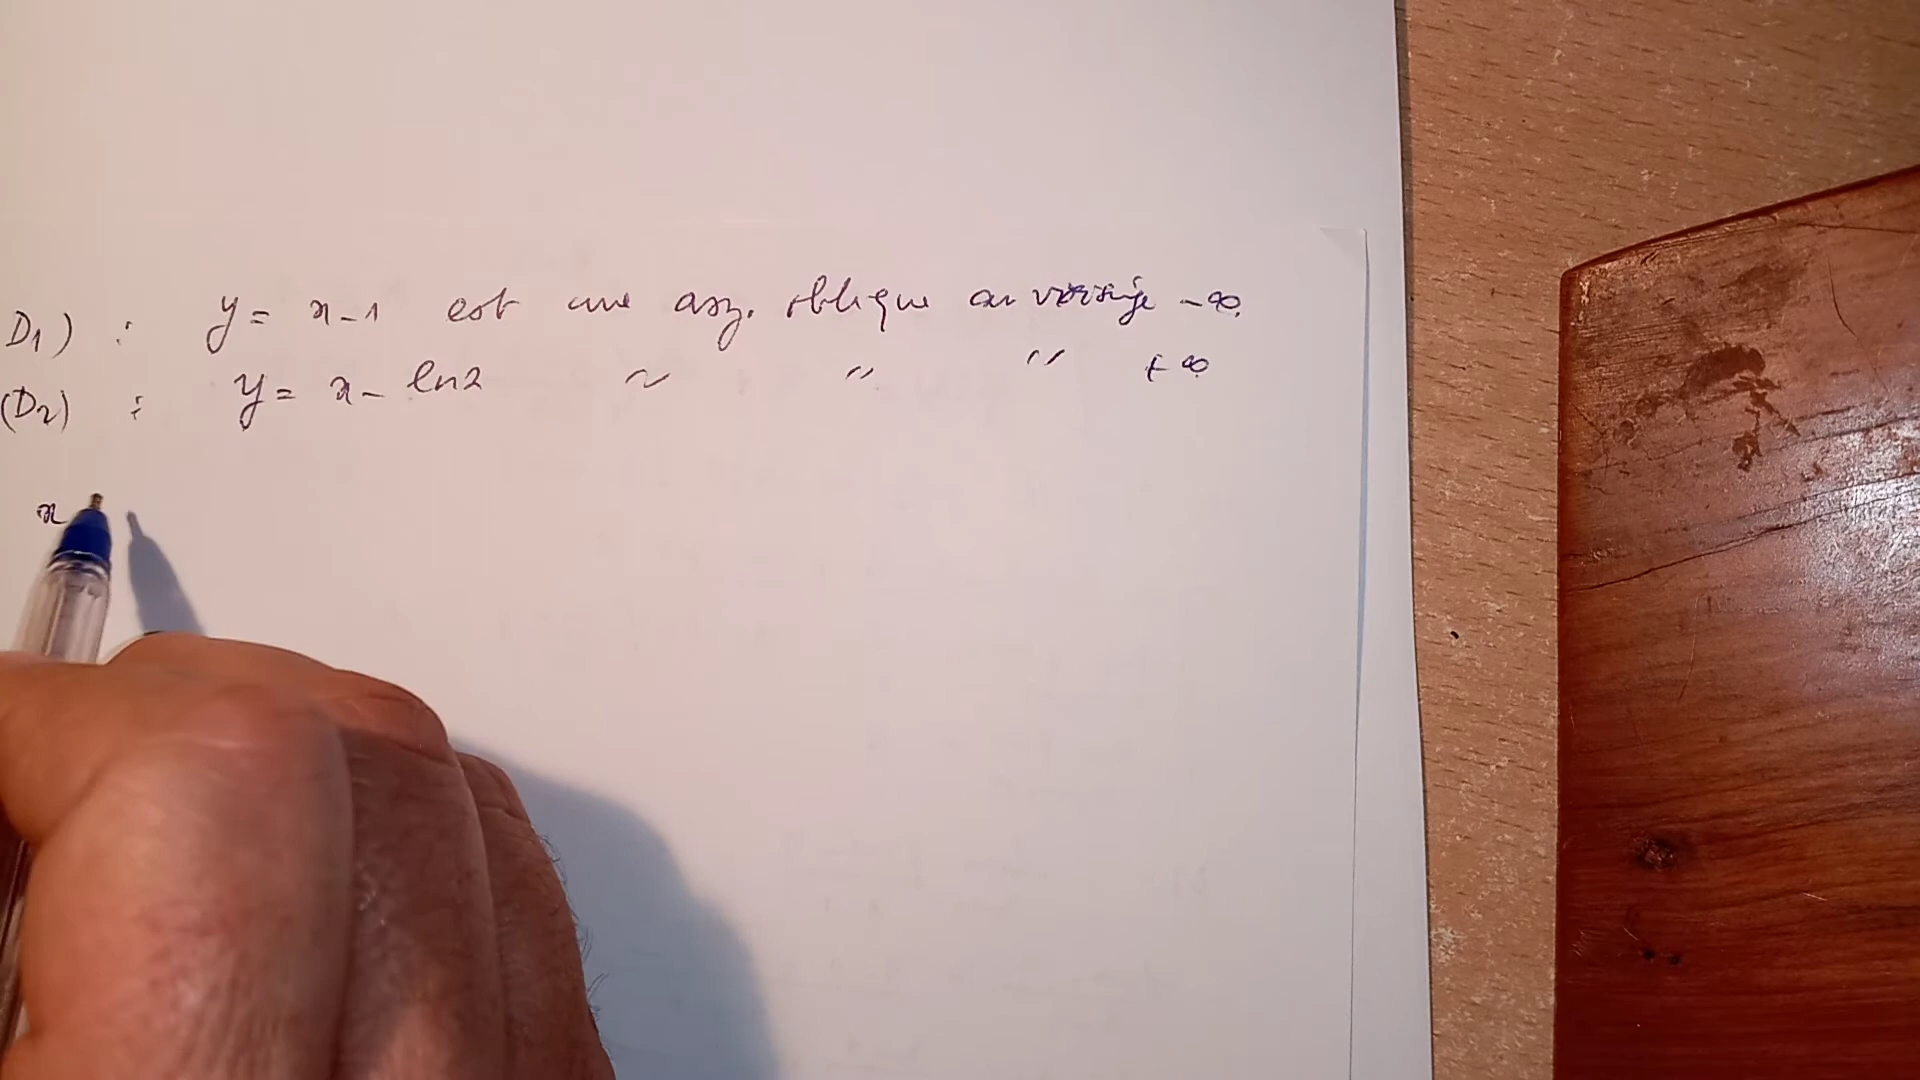 D1) : y = x - 1 est une asy. oblique au voisinage -∞.
(D2) : y = x - ln2 ~ " " +∞
x